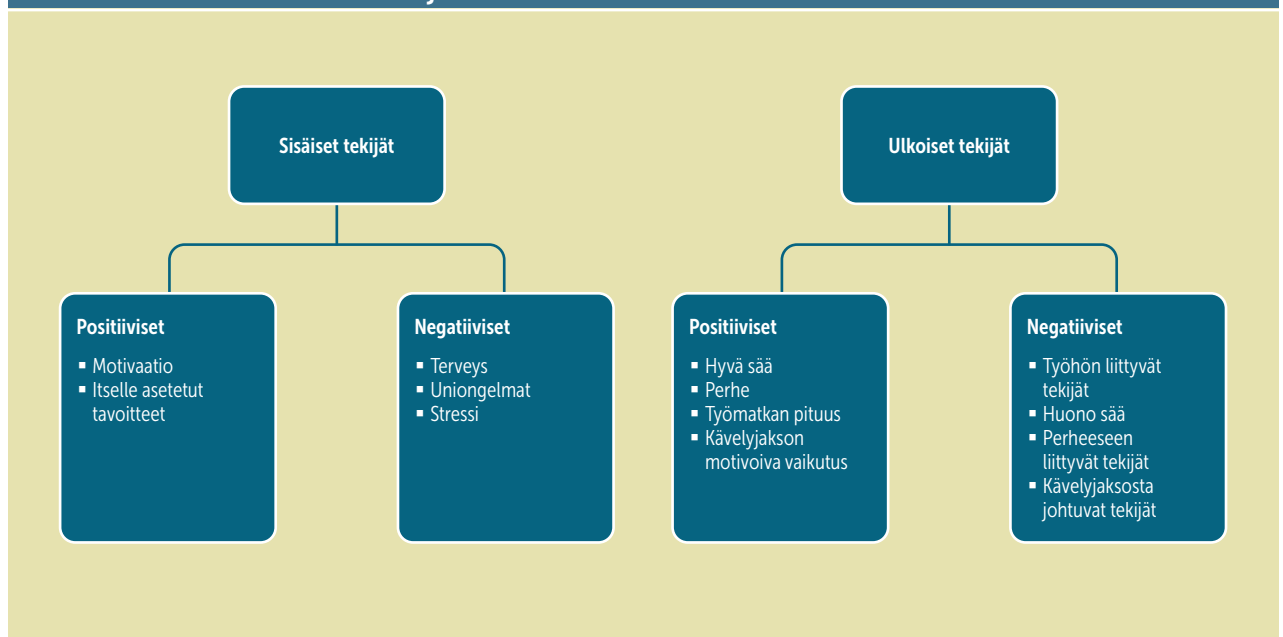 Sisäiset tekijät
Ulkoiset tekijät
Positiiviset
▪ Motivaatio
▪ Itselle asetetut
tavoitteet
Negatiiviset
▪ Terveys
▪ Uniongelmat
▪ Stressi
Positiiviset
▪ Hyvä sää
▪ Perhe
▪ Työmatkan pituus
▪ Kävelyjakson
motivoiva vaikutus
Negatiiviset
▪ Työhön liittyvät
tekijät
▪ Huono sää
▪ Perheeseen
liittyvät tekijät
▪ Kävelyjaksosta
johtuvat tekijät